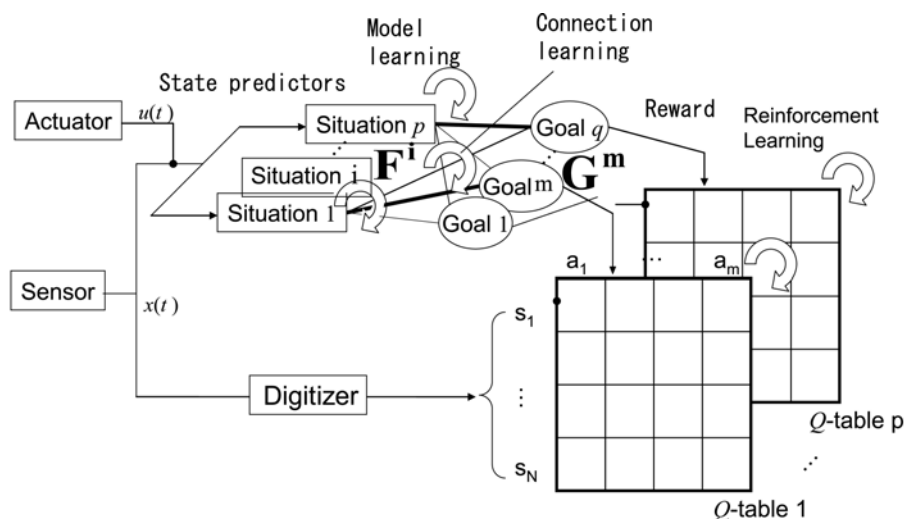 Model
learning
Connection
learning
State predictors
Actuator
u(t)
Situation p
Goal q
Reward
Reinforcement
Learning
F^i
Situation i
Goal m
G^m
Situation 1
Goal 1
Sensor
x(t)
a_1
...
a_m
s_1
...
s_N
Digitizer
Q-table p
...
Q-table 1